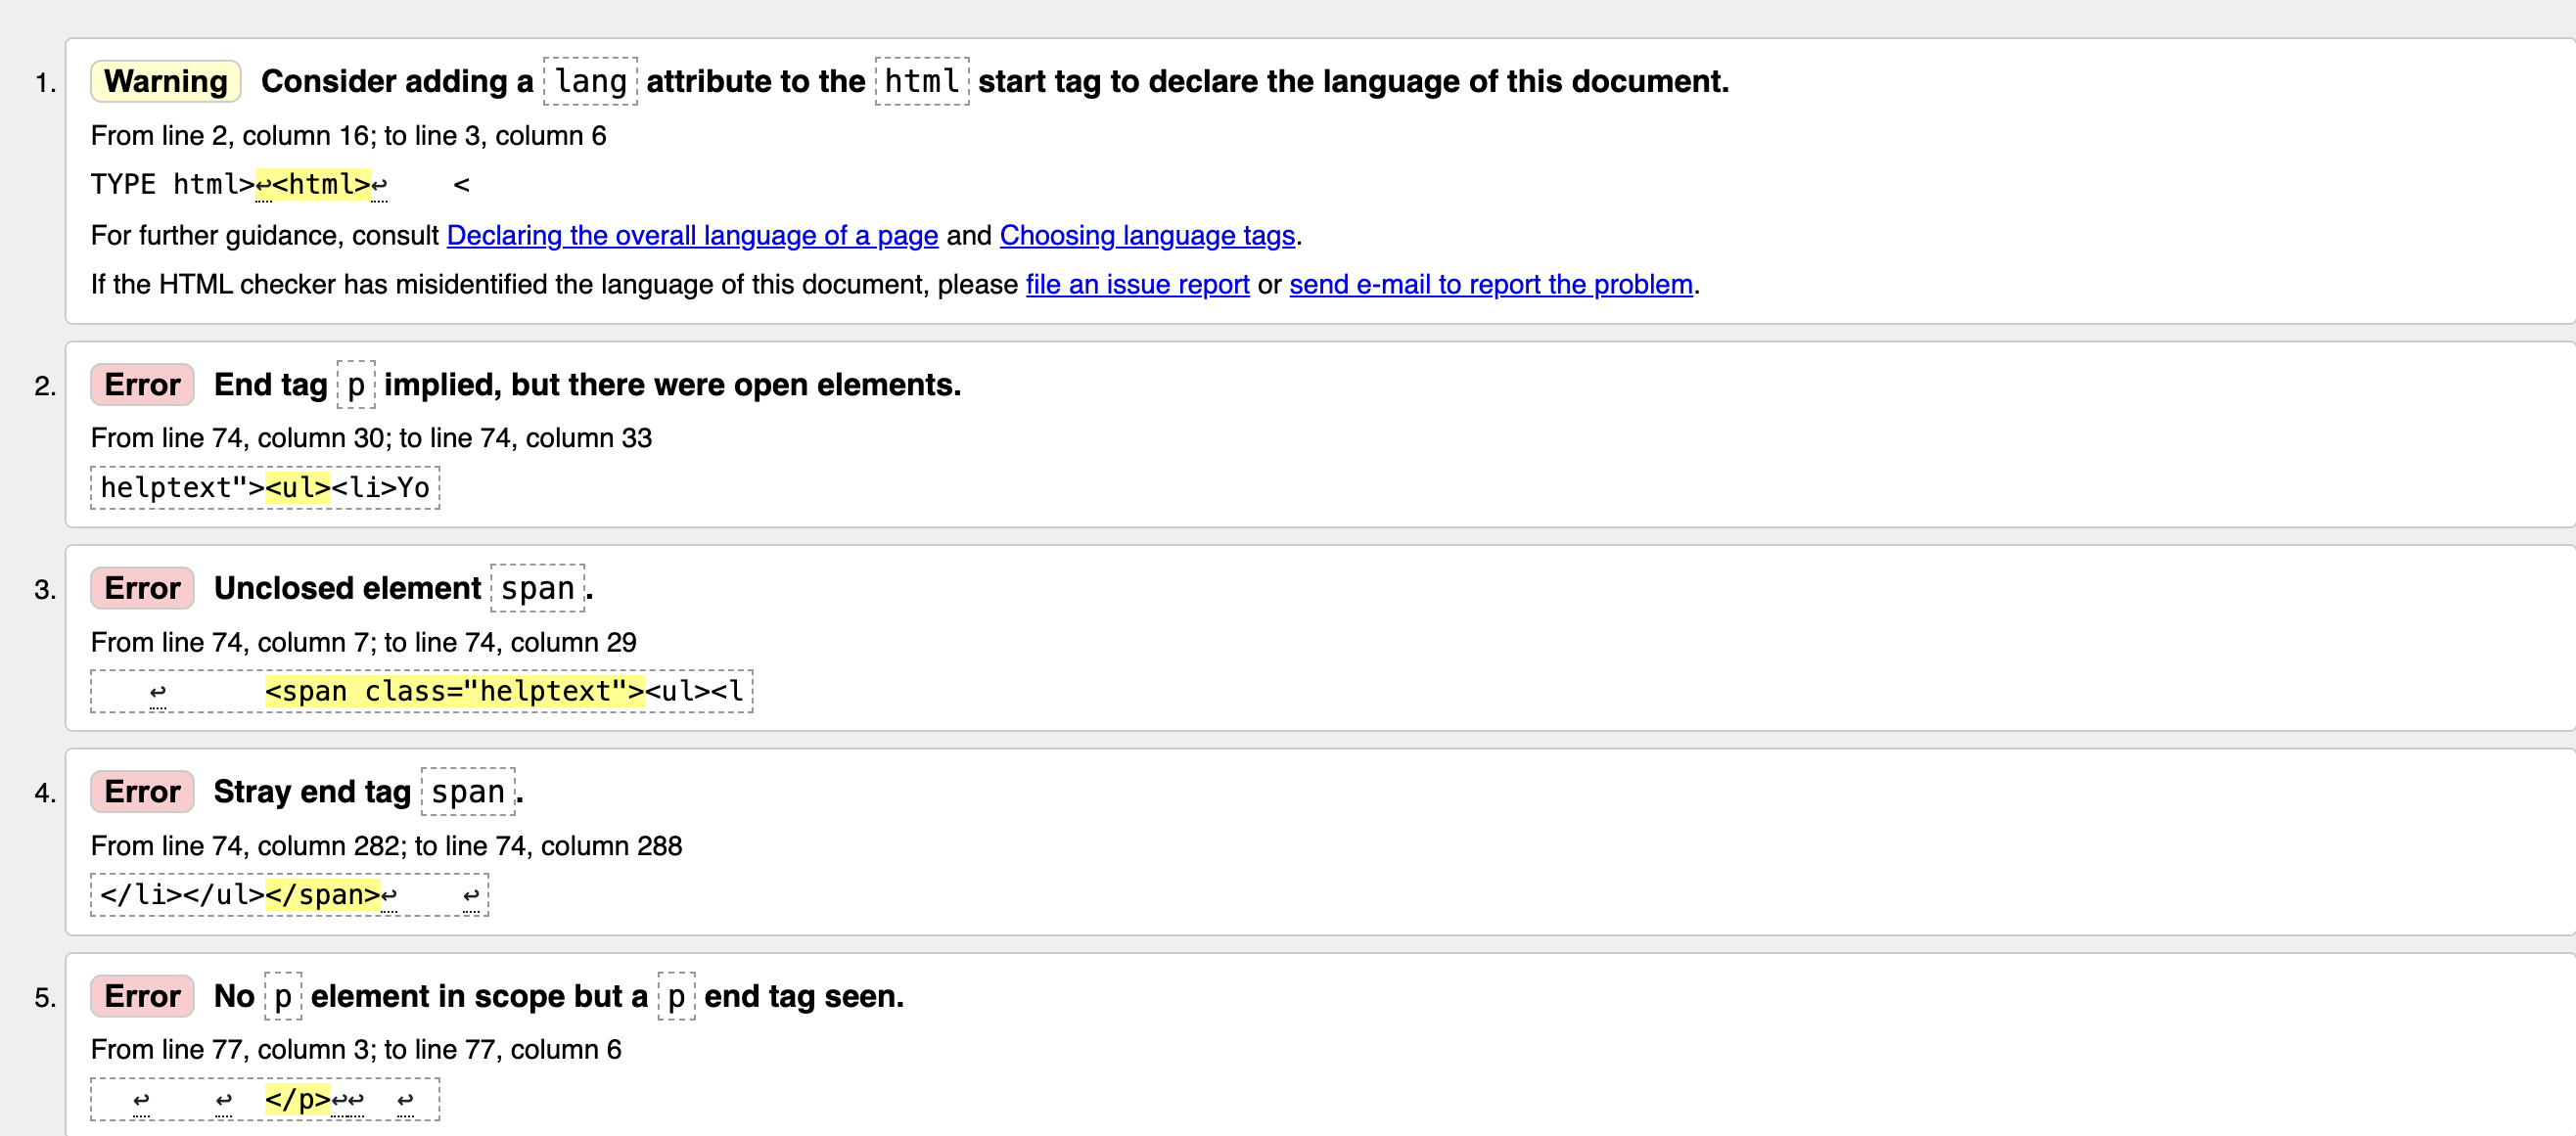 1. Warning Consider adding a lang attribute to the html start tag to declare the language of this document.
From line 2, column 16; to line 3, column 6
TYPE html>↩<html>↩    <
For further guidance, consult Declaring the overall language of a page and Choosing language tags.
If the HTML checker has misidentified the language of this document, please file an issue report or send e-mail to report the problem.
2. Error End tag p implied, but there were open elements.
From line 74, column 30; to line 74, column 33
helptext"><ul><li>Yo
3. Error Unclosed element span.
From line 74, column 7; to line 74, column 29
↩      <span class="helptext"><ul><l
4. Error Stray end tag span.
From line 74, column 282; to line 74, column 288
</li></ul></span>↩    ↩
5. Error No p element in scope but a p end tag seen.
From line 77, column 3; to line 77, column 6
↩    ↩  </p>↩↩  ↩